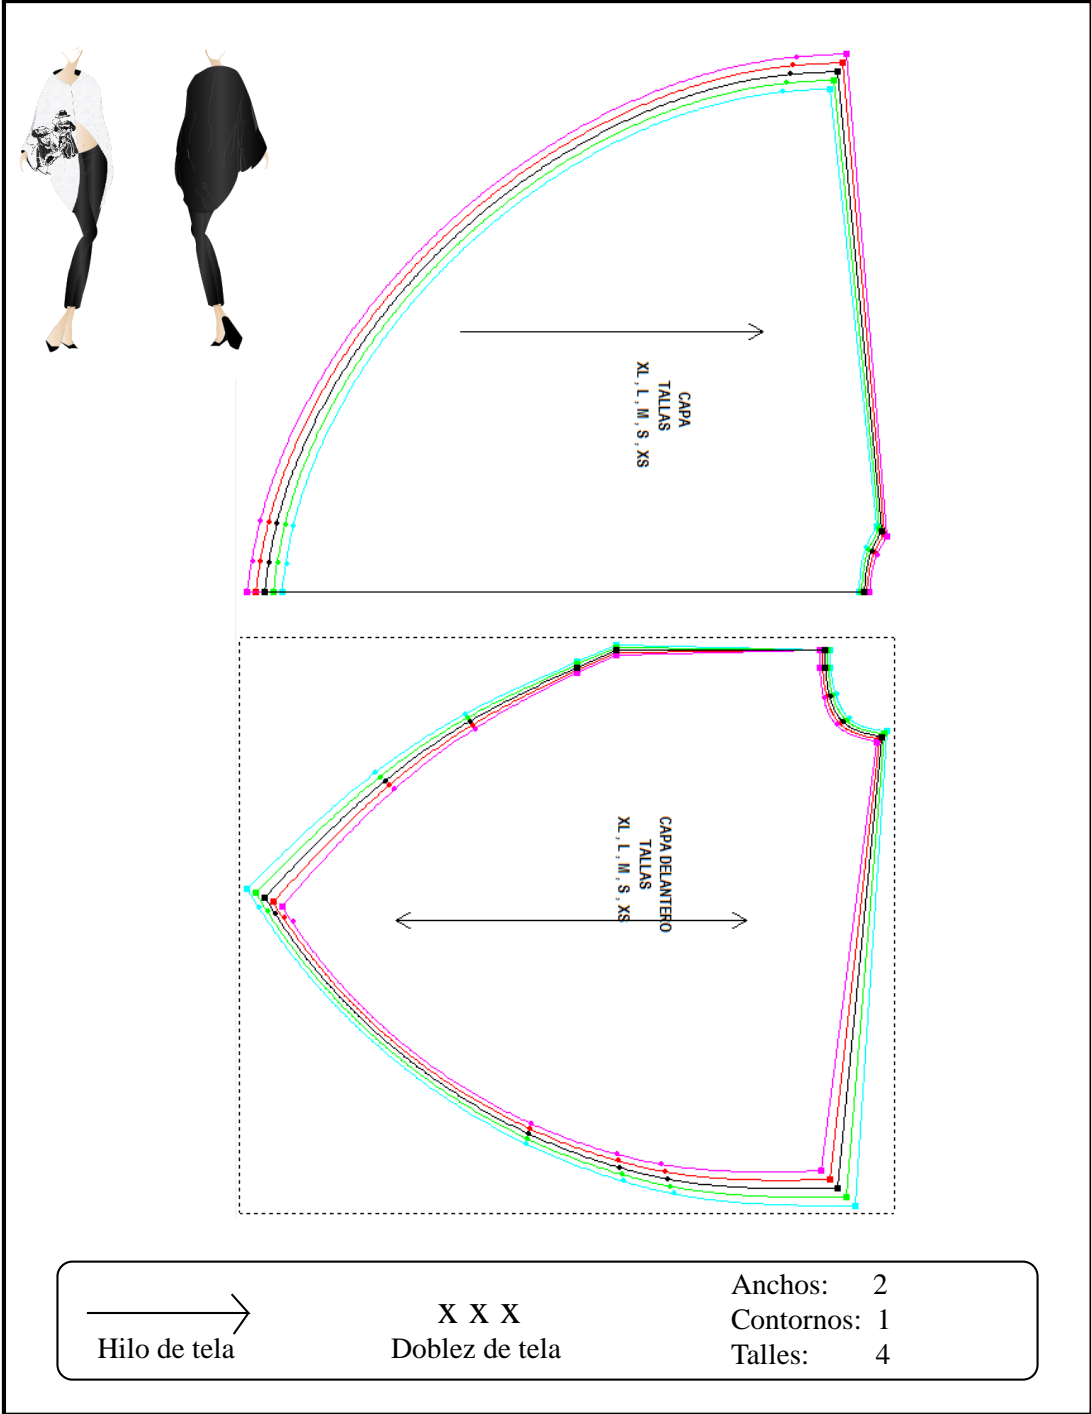 CAPA
TALLAS
XL , L , M , S , XS
CAPA DELANTERO
TALLAS
XL , L , M , S , XS
Hilo de tela
X X X
Doblez de tela
Anchos: 2
Contornos: 1
Talles: 4